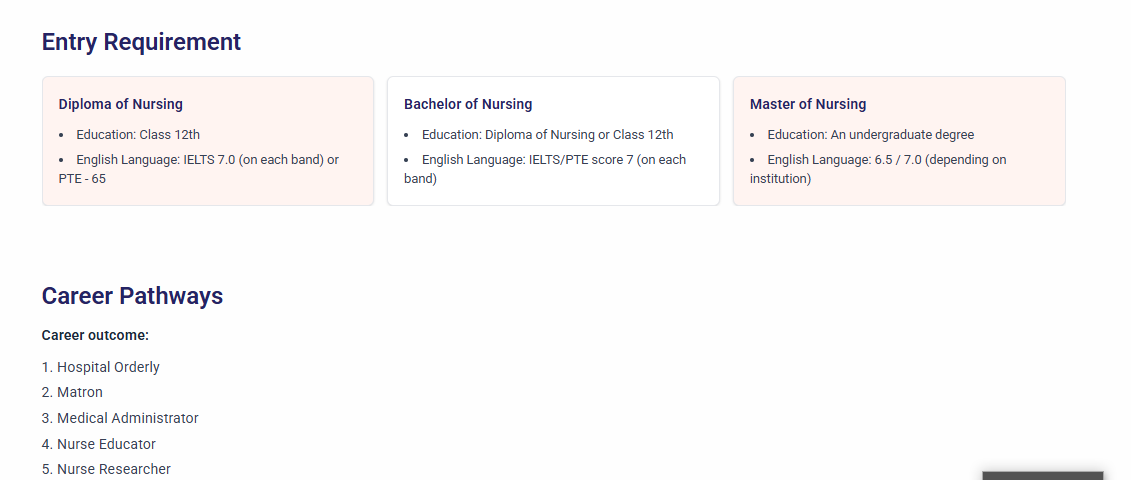 Entry Requirement
Diploma of Nursing
• Education: Class 12th
• English Language: IELTS 7.0 (on each band) or
PTE - 65
Bachelor of Nursing
• Education: Diploma of Nursing or Class 12th
• English Language: IELTS/PTE score 7 (on each
band)
Master of Nursing
• Education: An undergraduate degree
• English Language: 6.5 / 7.0 (depending on
institution)
Career Pathways
Career outcome:
1. Hospital Orderly
2. Matron
3. Medical Administrator
4. Nurse Educator
5. Nurse Researcher